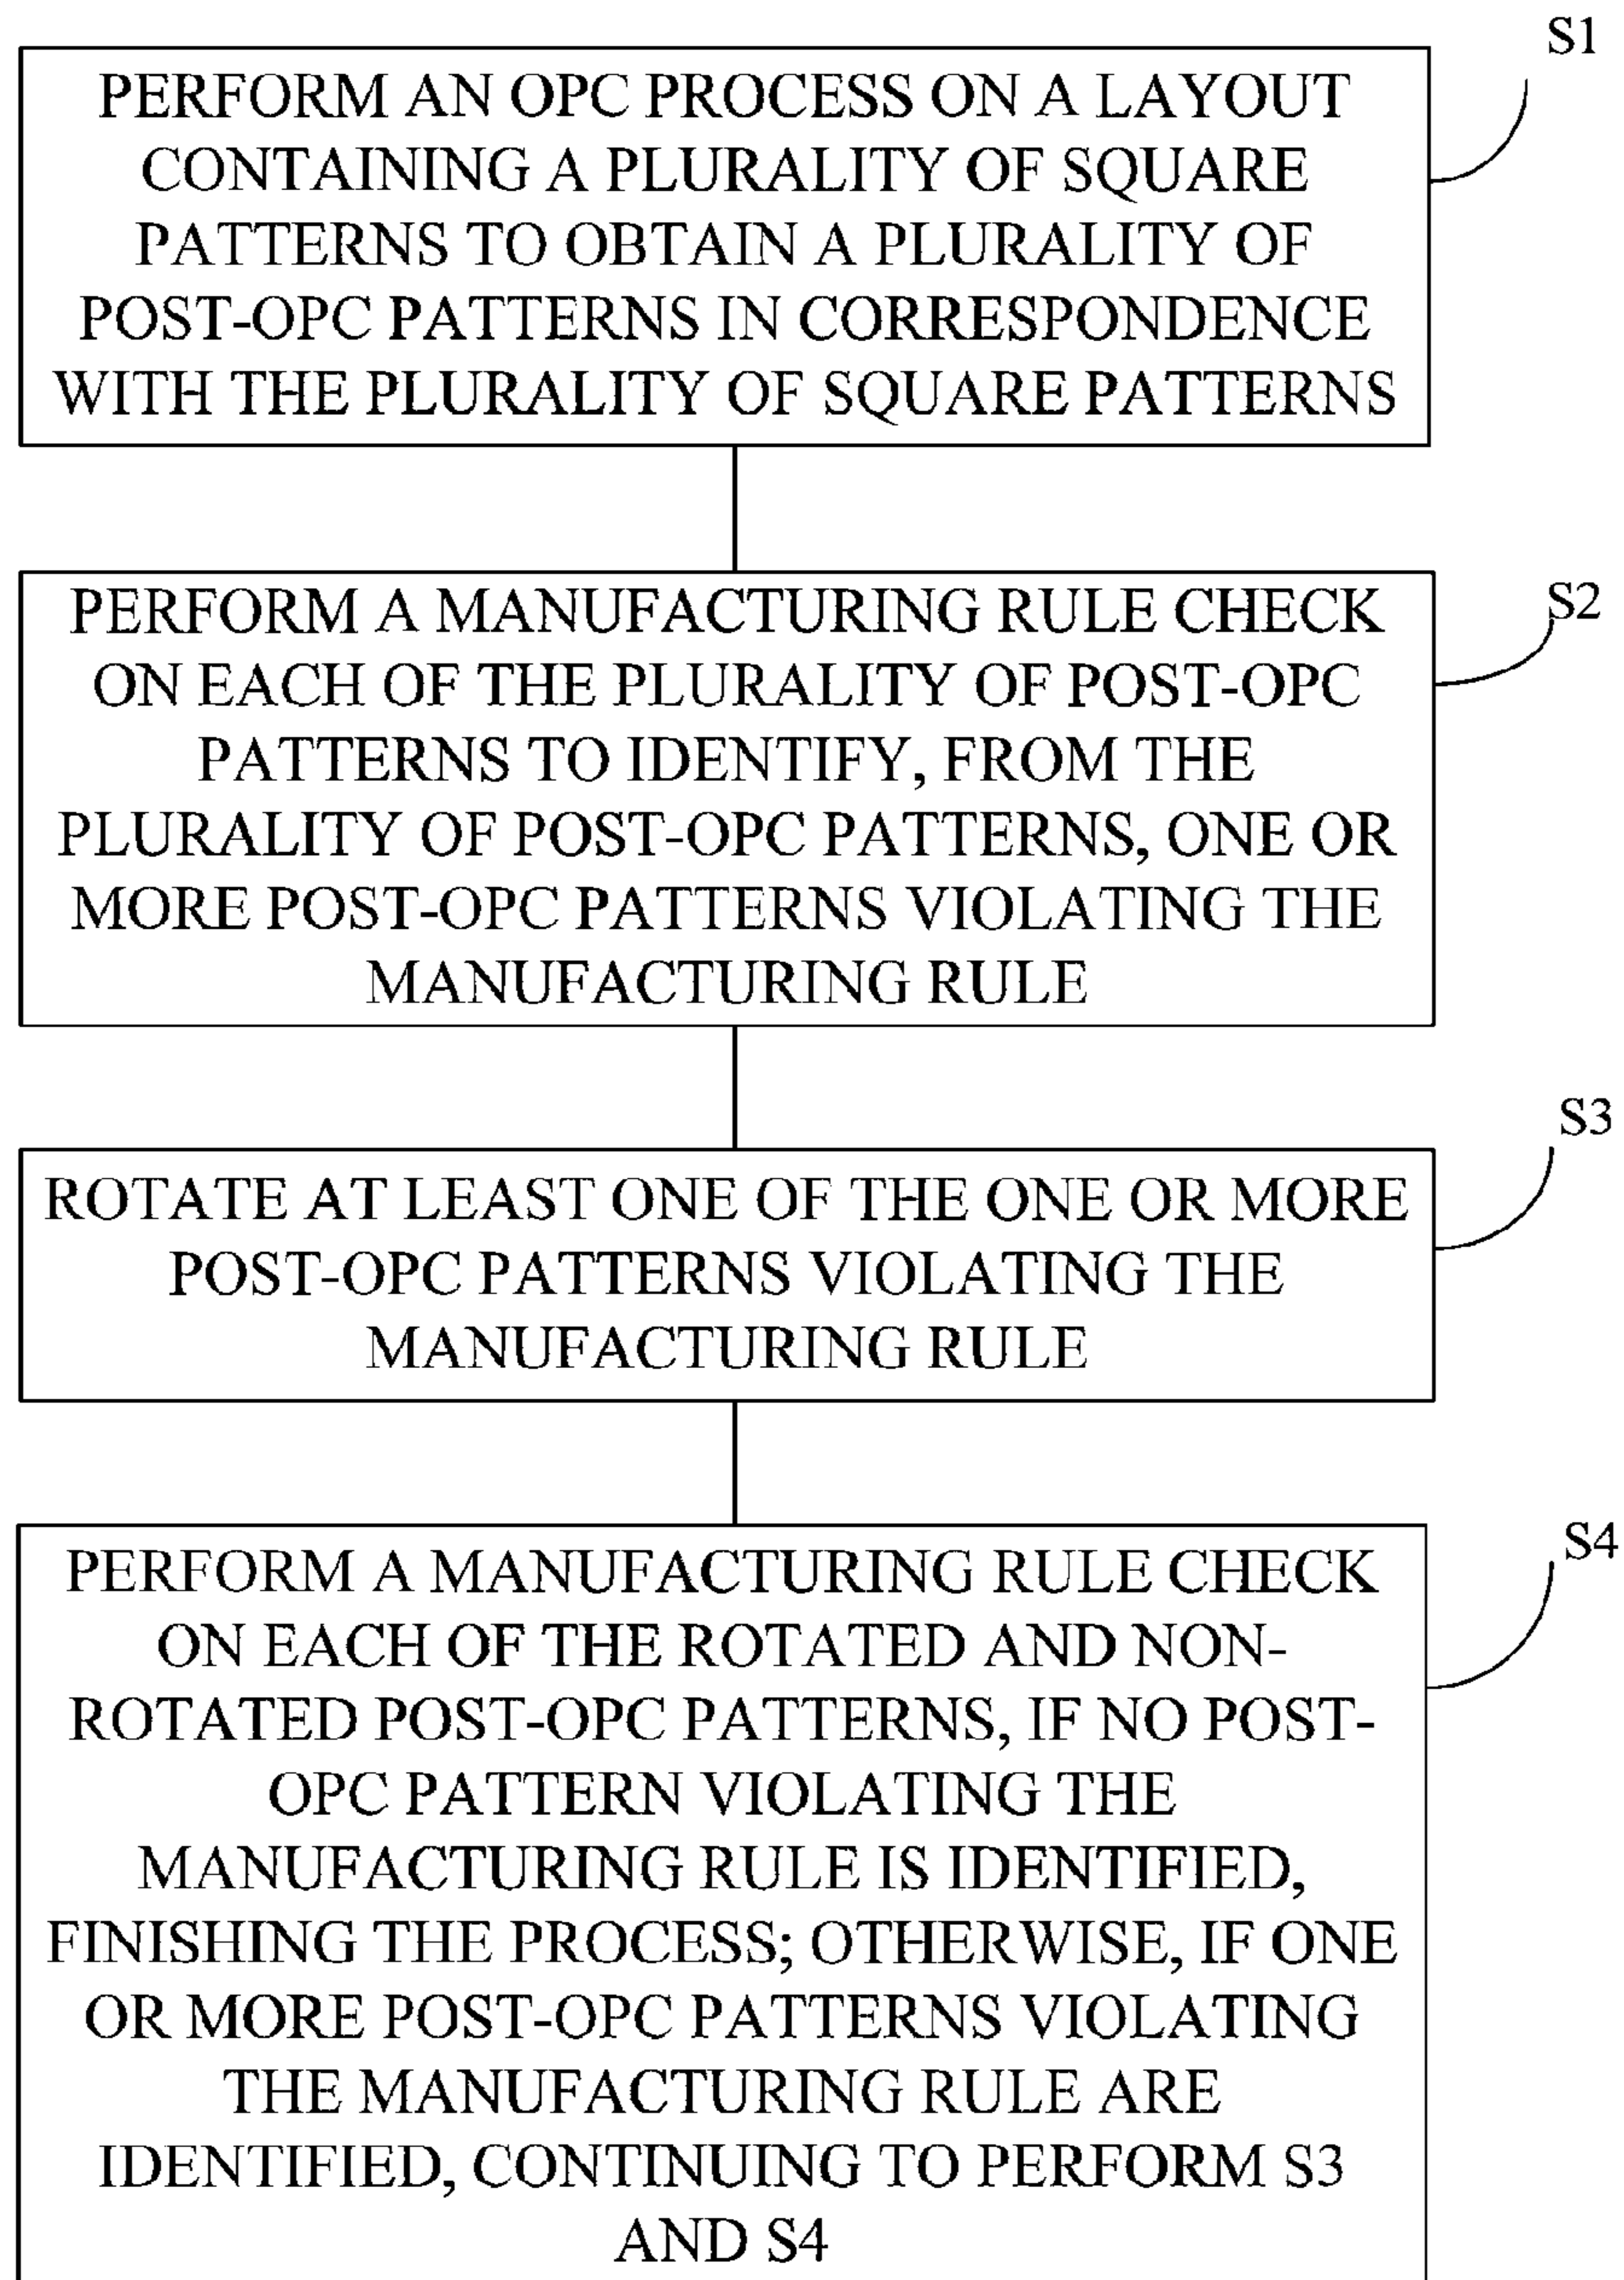 S1
PERFORM AN OPC PROCESS ON A LAYOUT
CONTAINING A PLURALITY OF SQUARE
PATTERNS TO OBTAIN A PLURALITY OF
POST-OPC PATTERNS IN CORRESPONDENCE
WITH THE PLURALITY OF SQUARE PATTERNS
S2
PERFORM A MANUFACTURING RULE CHECK
ON EACH OF THE PLURALITY OF POST-OPC
PATTERNS TO IDENTIFY, FROM THE
PLURALITY OF POST-OPC PATTERNS, ONE OR
MORE POST-OPC PATTERNS VIOLATING THE
MANUFACTURING RULE
S3
ROTATE AT LEAST ONE OF THE ONE OR MORE
POST-OPC PATTERNS VIOLATING THE
MANUFACTURING RULE
S4
PERFORM A MANUFACTURING RULE CHECK
ON EACH OF THE ROTATED AND NON-
ROTATED POST-OPC PATTERNS, IF NO POST-
OPC PATTERN VIOLATING THE
MANUFACTURING RULE IS IDENTIFIED,
FINISHING THE PROCESS; OTHERWISE, IF ONE
OR MORE POST-OPC PATTERNS VIOLATING
THE MANUFACTURING RULE ARE
IDENTIFIED, CONTINUING TO PERFORM S3
AND S4